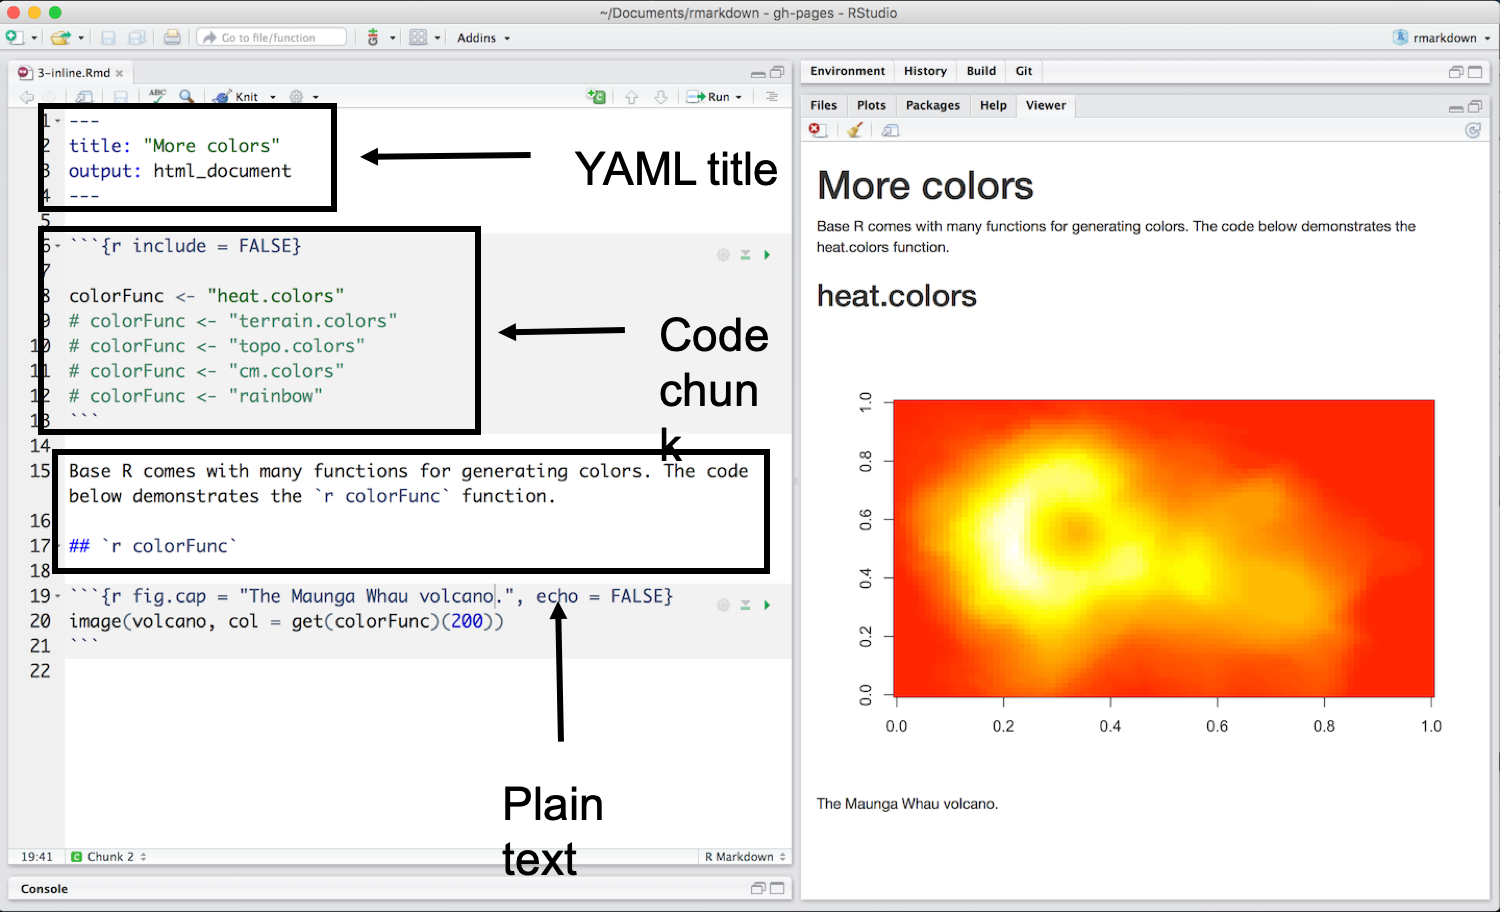 ~/Documents/rmarkdown - gh-pages - RStudio
Go to file/function
Addins
rmarkdown
3-inline.Rmd
ABC
Knit
Run
1 ---
2 title: "More colors"
3 output: html_document
4 ---
5
6 ```{r include = FALSE}
7
8 colorFunc <- "heat.colors"
9 # colorFunc <- "terrain.colors"
10 # colorFunc <- "topo.colors"
11 # colorFunc <- "cm.colors"
12 # colorFunc <- "rainbow"
13 ```
14
15 Base R comes with many functions for generating colors. The code
below demonstrates the `r colorFunc` function.
16
17 ## `r colorFunc`
18
19 ```{r fig.cap = "The Maunga Whau volcano.", echo = FALSE}
20 image(volcano, col = get(colorFunc)(200))
21 ```
22
YAML title
Code
chun
k
Plain
text
19:41
C Chunk 2
R Markdown
Console
Environment History Build Git
Files Plots Packages Help Viewer
More colors
Base R comes with many functions for generating colors. The code below demonstrates the
heat.colors function.
heat.colors
1.0
0.8
0.6
0.4
0.2
0.0
0.0 0.2 0.4 0.6 0.8 1.0
The Maunga Whau volcano.